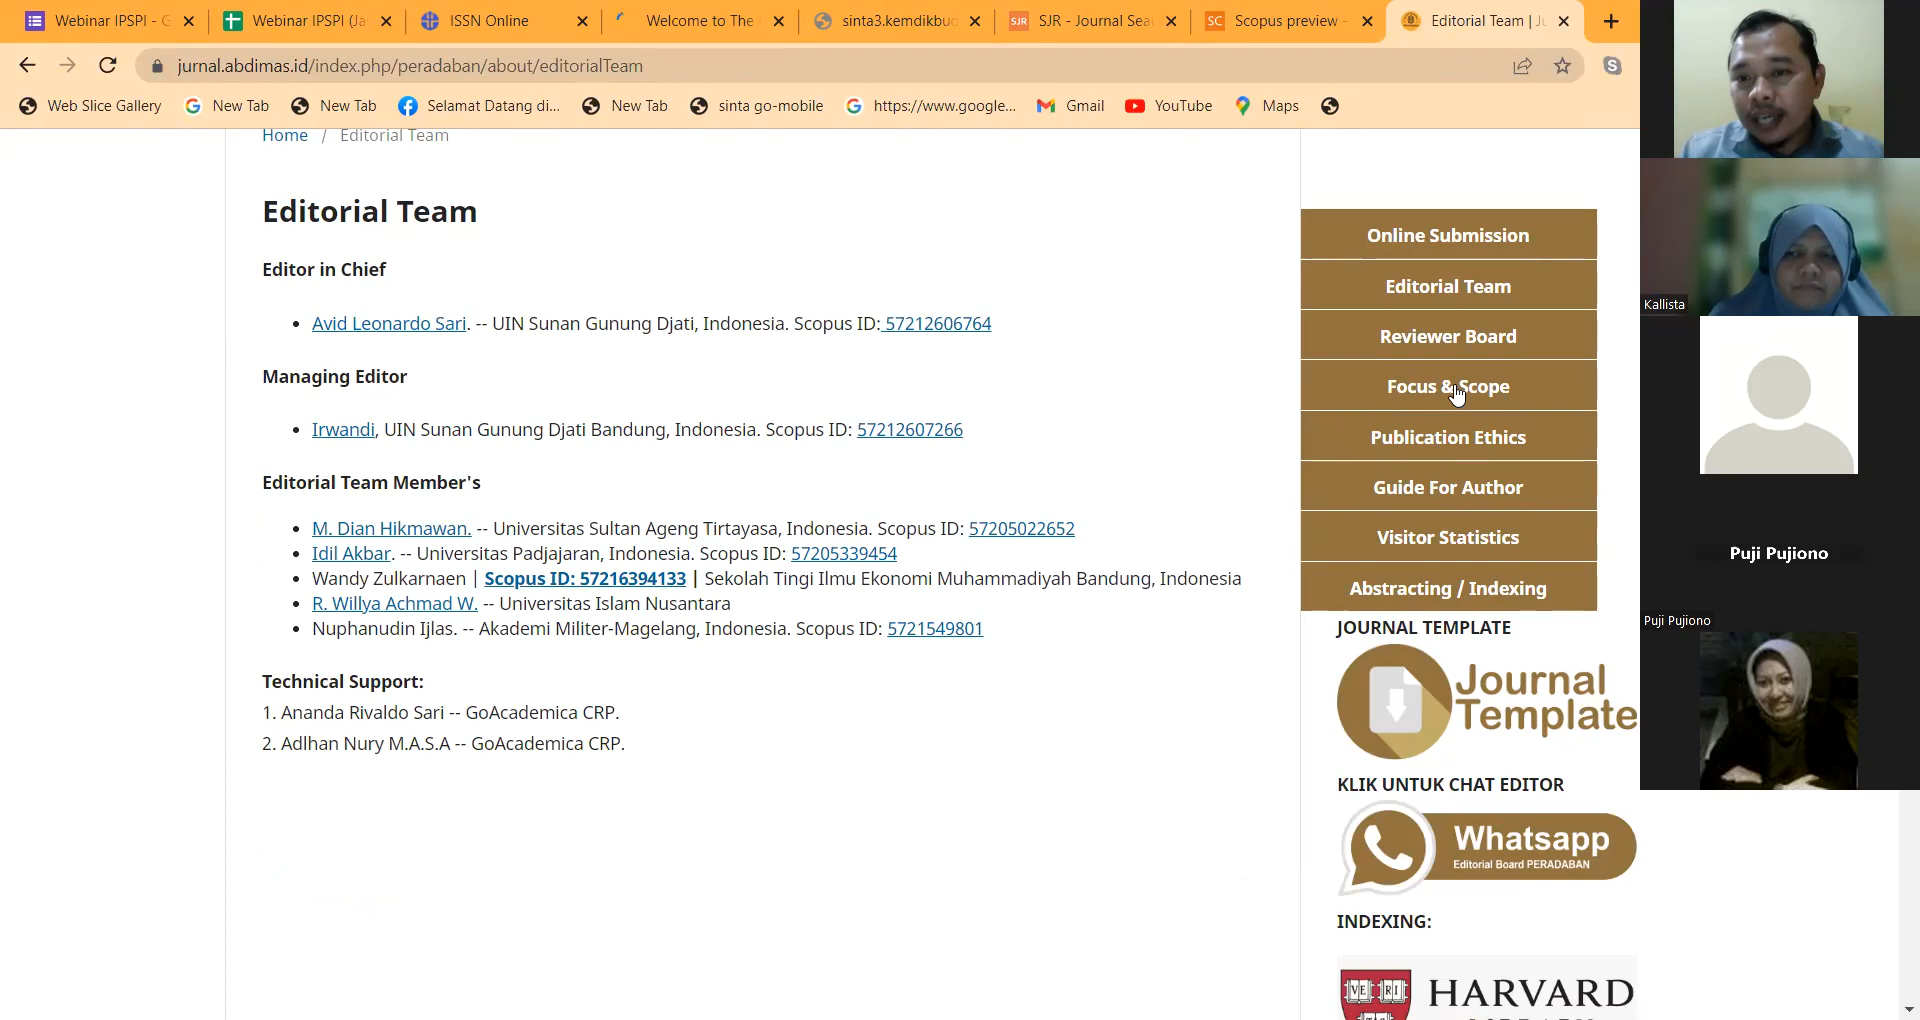 Webinar IPSPI - G
Webinar IPSPI (Ja
ISSN Online
Welcome to The
sinta3.kemdikbud
SJR
SJR - Journal Sea
SC
Scopus preview -
Editorial Team | Ju
jurnal.abdimas.id/index.php/peradaban/about/editorialTeam
S
Web Slice Gallery
New Tab
New Tab
Selamat Datang di...
New Tab
sinta go-mobile
https://www.google...
Gmail
YouTube
Maps
Home / Editorial Team
Editorial Team
Editor in Chief
Avid Leonardo Sari. -- UIN Sunan Gunung Djati, Indonesia. Scopus ID: 57212606764
Managing Editor
Irwandi, UIN Sunan Gunung Djati Bandung, Indonesia. Scopus ID: 57212607266
Editorial Team Member's
M. Dian Hikmawan. -- Universitas Sultan Ageng Tirtayasa, Indonesia. Scopus ID: 57205022652
Idil Akbar. -- Universitas Padjajaran, Indonesia. Scopus ID: 57205339454
Wandy Zulkarnaen | Scopus ID: 57216394133 | Sekolah Tingi Ilmu Ekonomi Muhammadiyah Bandung, Indonesia
R. Willya Achmad W. -- Universitas Islam Nusantara
Nuphanudin Ijlas. -- Akademi Militer-Magelang, Indonesia. Scopus ID: 5721549801
Technical Support:
1. Ananda Rivaldo Sari -- GoAcademica CRP.
2. Adlhan Nury M.A.S.A -- GoAcademica CRP.
Online Submission
Editorial Team
Reviewer Board
Focus & Scope
Publication Ethics
Guide For Author
Visitor Statistics
Abstracting / Indexing
JOURNAL TEMPLATE
Journal
Template
KLIK UNTUK CHAT EDITOR
Whatsapp
Editorial Board PERADABAN
INDEXING:
VE RI
HARVARD
Kallista
Puji Pujiono
Puji Pujiono